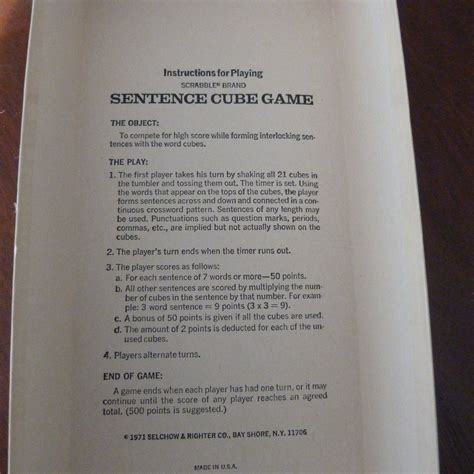 Instructions for Playing
SCRABBLE® BRAND
SENTENCE CUBE GAME
THE OBJECT:
To compete for high score while forming interlocking sen-
tences with the word cubes.
THE PLAY:
1. The first player takes his turn by shaking all 21 cubes in
the tumbler and tossing them out. The timer is set. Using
the words that appear on the tops of the cubes, the player
forms sentences across and down and connected in a con-
tinuous crossword pattern. Sentences of any length may
be used. Punctuations such as question marks, periods,
commas, etc., are implied but not actually shown on the
cubes.
2. The player's turn ends when the timer runs out.
3. The player scores as follows:
a. For each sentence of 7 words or more—50 points.
b. All other sentences are scored by multiplying the num-
ber of cubes in the sentence by that number. For exam-
ple: 3 word sentence = 9 points (3 x 3 = 9).
c. A bonus of 50 points is given if all the cubes are used.
d. The amount of 2 points is deducted for each of the un-
used cubes.
4. Players alternate turns.
END OF GAME:
A game ends when each player has had one turn, or it may
continue until the score of any player reaches an agreed
total. (500 points is suggested.)
© 1971 SELCHOW & RIGHTER CO., BAY SHORE, N.Y. 11706
MADE IN U.S.A.